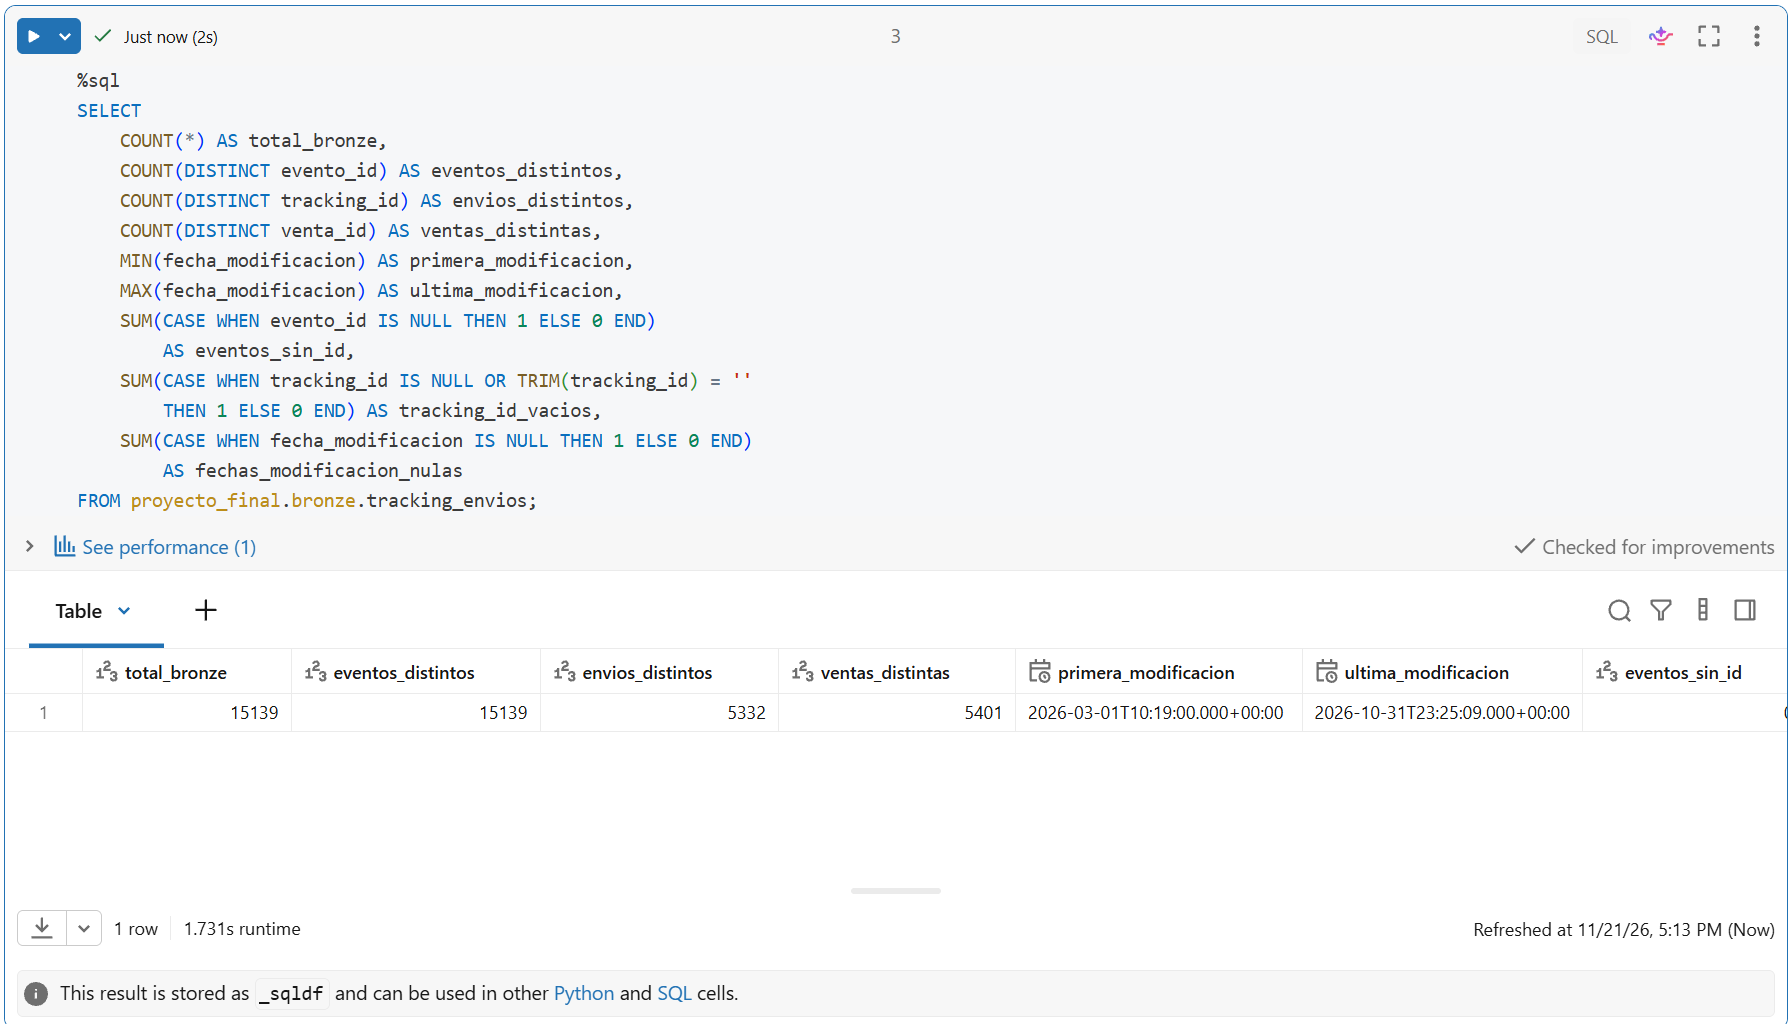 Just now (2s)
3
SQL
%sql
SELECT
COUNT(*) AS total_bronze,
COUNT(DISTINCT evento_id) AS eventos_distintos,
COUNT(DISTINCT tracking_id) AS envios_distintos,
COUNT(DISTINCT venta_id) AS ventas_distintas,
MIN(fecha_modificacion) AS primera_modificacion,
MAX(fecha_modificacion) AS ultima_modificacion,
SUM(CASE WHEN evento_id IS NULL THEN 1 ELSE 0 END)
AS eventos_sin_id,
SUM(CASE WHEN tracking_id IS NULL OR TRIM(tracking_id) = ''
THEN 1 ELSE 0 END) AS tracking_id_vacios,
SUM(CASE WHEN fecha_modificacion IS NULL THEN 1 ELSE 0 END)
AS fechas_modificacion_nulas
FROM proyecto_final.bronze.tracking_envios;
See performance (1)
Checked for improvements
Table
total_bronze eventos_distintos envios_distintos ventas_distintas primera_modificacion ultima_modificacion eventos_sin_id
1 15139 15139 5332 5401 2026-03-01T10:19:00.000+00:00 2026-10-31T23:25:09.000+00:00
1 row
1.731s runtime
Refreshed at 11/21/26, 5:13 PM (Now)
This result is stored as _sqldf and can be used in other Python and SQL cells.